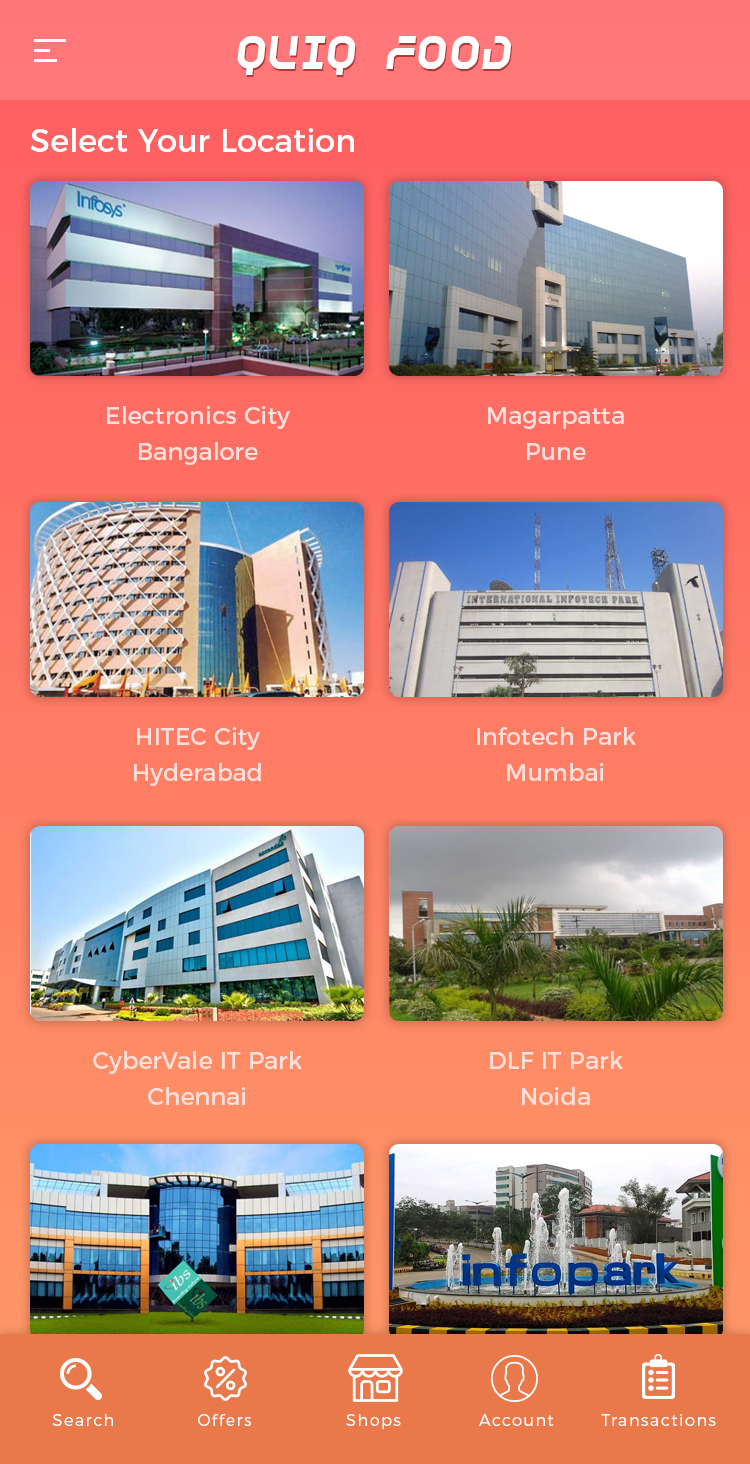 QUIQ FOOD
Select Your Location
Infosys
Electronics City
Bangalore
Magarpatta
Pune
INTERNATIONAL INFOTECH PARK
HITEC City
Hyderabad
Infotech Park
Mumbai
CyberVale IT Park
Chennai
DLF IT Park
Noida
ibs
ibs
infopark
Search
Offers
Shops
Account
Transactions